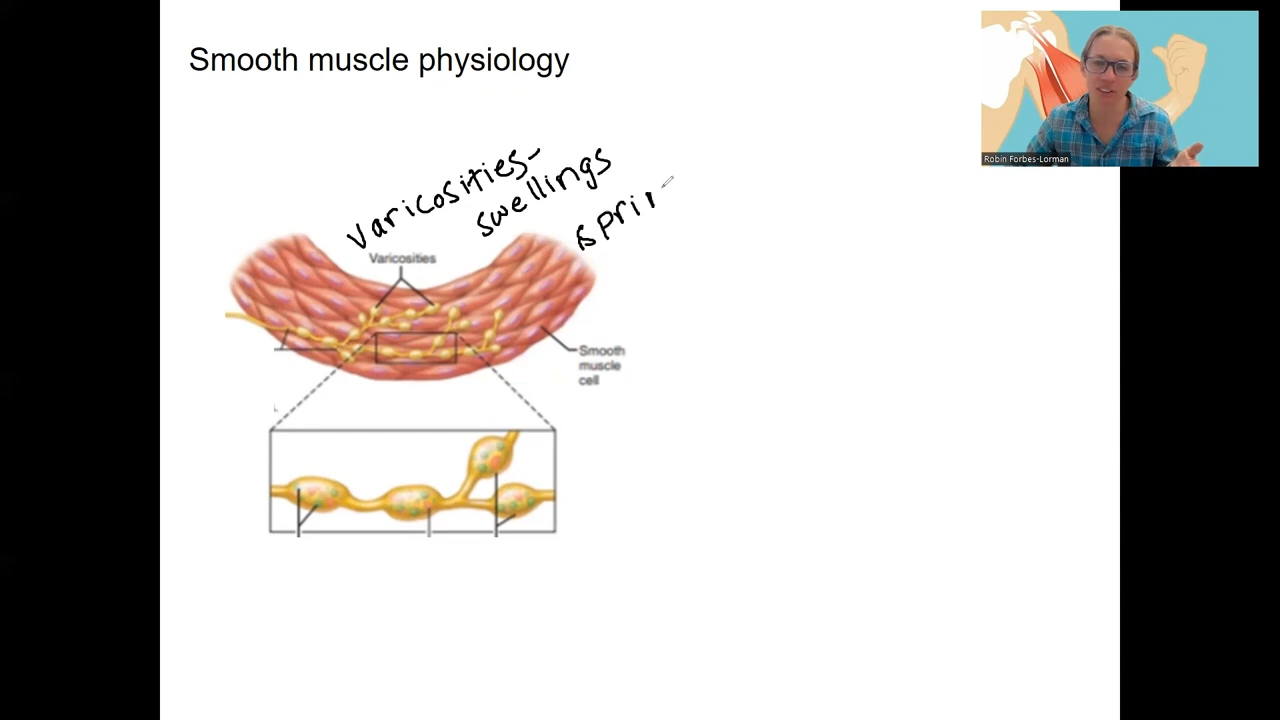 Smooth muscle physiology
Robin Forbes-Lorman
Varicosities-
swellings
Varicosities
Smooth
muscle
cell